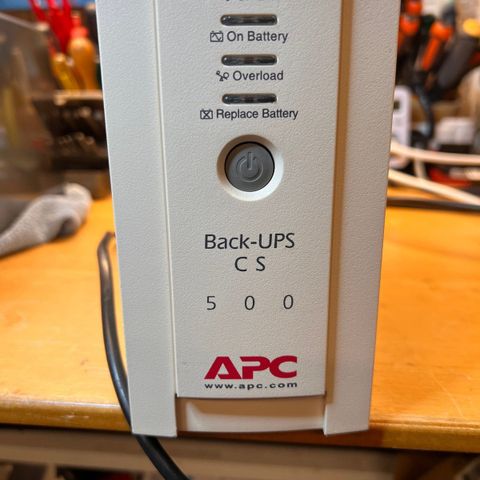 On Battery
Overload
Replace Battery
Back-UPS
CS
500
APC
www.apc.com